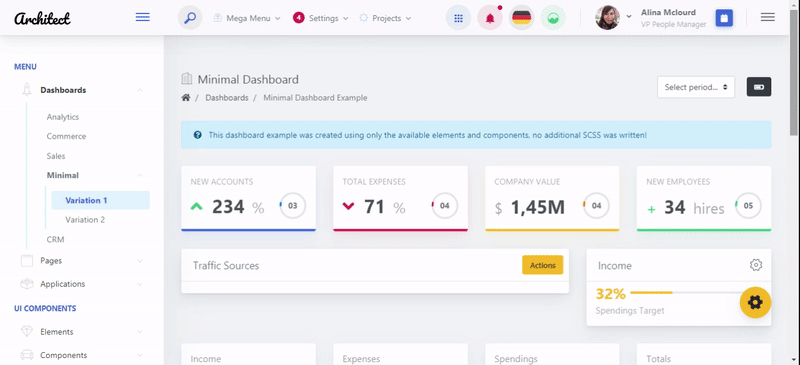 Architect
Mega Menu
4 Settings
Projects
Alina Mclourd
VP People Manager
MENU
Dashboards
Analytics
Commerce
Sales
Minimal
Variation 1
Variation 2
CRM
Pages
Applications
UI COMPONENTS
Elements
Components
Minimal Dashboard
/ Dashboards / Minimal Dashboard Example
Select period...
This dashboard example was created using only the available elements and components, no additional SCSS was written!
NEW ACCOUNTS
234 % 03
TOTAL EXPENSES
71 % 04
COMPANY VALUE
$ 1,45M 04
NEW EMPLOYEES
+ 34 hires 05
Traffic Sources
Actions
Income
32%
Spendings Target
Income
Expenses
Spendings
Totals